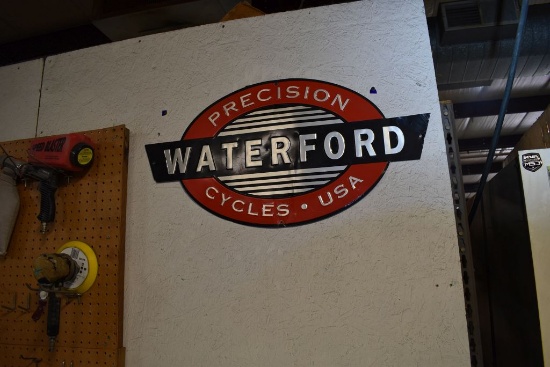 PRECISION
WATERFORD
CYCLES • USA